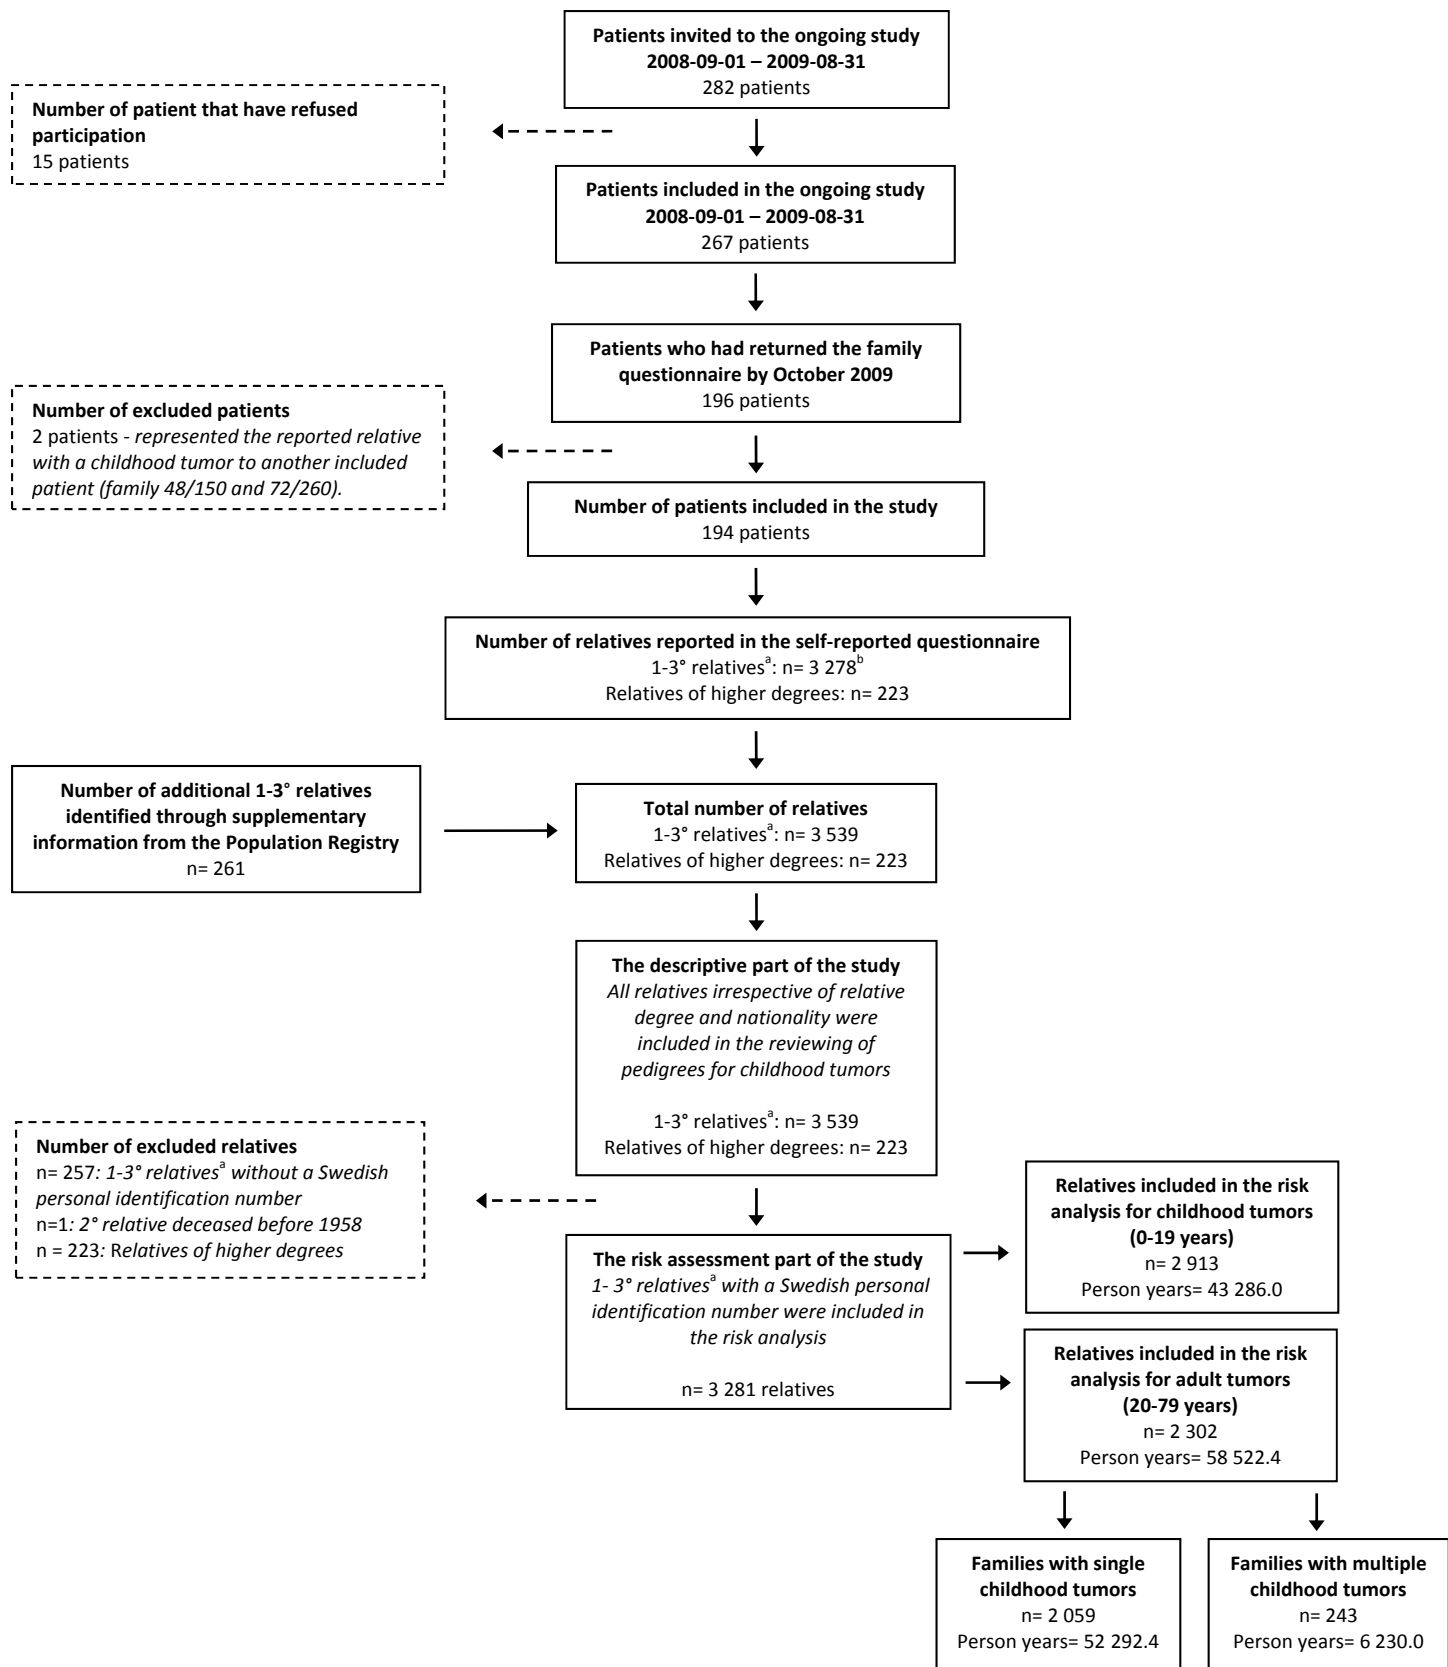 Patients invited to the ongoing study
2008-09-01 – 2009-08-31
282 patients
Number of patient that have refused
participation
15 patients
Patients included in the ongoing study
2008-09-01 – 2009-08-31
267 patients
Patients who had returned the family
questionnaire by October 2009
196 patients
Number of excluded patients
2 patients - represented the reported relative
with a childhood tumor to another included
patient (family 48/150 and 72/260).
Number of patients included in the study
194 patients
Number of relatives reported in the self-reported questionnaire
1-3° relativesᵃ: n= 3 278ᵇ
Relatives of higher degrees: n= 223
Number of additional 1-3° relatives
identified through supplementary
information from the Population Registry
n= 261
Total number of relatives
1-3° relativesᵃ: n= 3 539
Relatives of higher degrees: n= 223
The descriptive part of the study
All relatives irrespective of relative
degree and nationality were
included in the reviewing of
pedigrees for childhood tumors
1-3° relativesᵃ: n= 3 539
Relatives of higher degrees: n= 223
Number of excluded relatives
n= 257: 1-3° relativesᵃ without a Swedish
personal identification number
n=1: 2° relative deceased before 1958
n = 223: Relatives of higher degrees
The risk assessment part of the study
1- 3° relativesᵃ with a Swedish personal
identification number were included in
the risk analysis
n= 3 281 relatives
Relatives included in the risk
analysis for childhood tumors
(0-19 years)
n= 2 913
Person years= 43 286.0
Relatives included in the risk
analysis for adult tumors
(20-79 years)
n= 2 302
Person years= 58 522.4
Families with single
childhood tumors
n= 2 059
Person years= 52 292.4
Families with multiple
childhood tumors
n= 243
Person years= 6 230.0